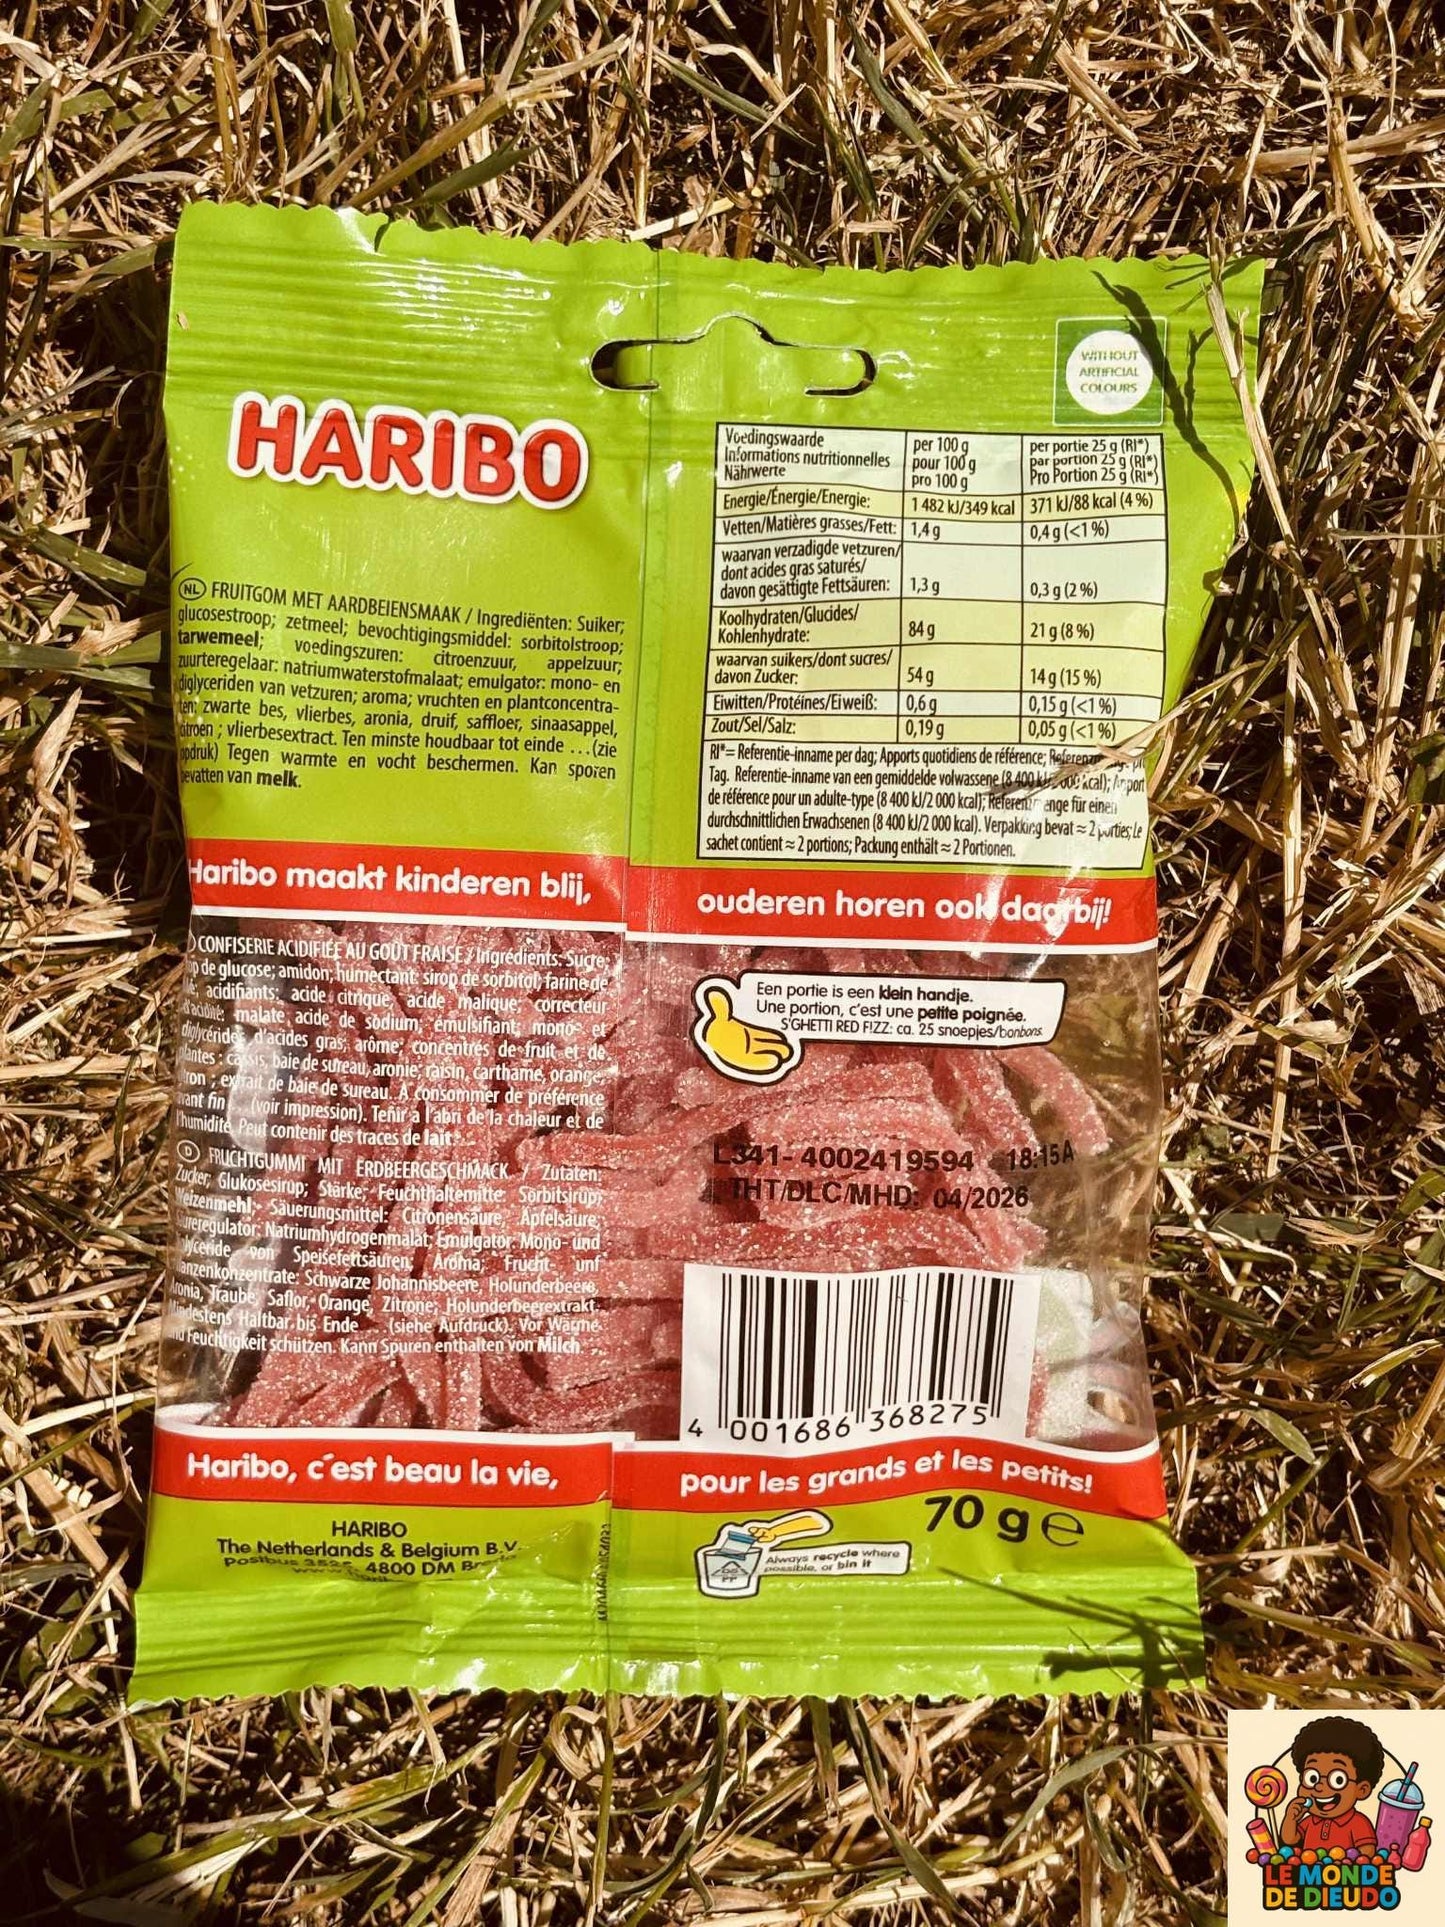 WITHOUT
ARTIFICIAL
COLOURS
HARIBO
Voedingswaarde
Informations nutritionnelles
Nährwerte
per 100 g
pour 100 g
pro 100 g
per portie 25 g (RI*)
par portion 25 g (RI*)
Pro Portion 25 g (RI*)
Energie/Énergie/Energie: 1 482 kJ/349 kcal 371 kJ/88 kcal (4 %)
Vetten/Matières grasses/Fett: 1,4 g 0,4 g (<1 %)
waarvan verzadigde vetzuren/
dont acides gras saturés/
davon gesättigte Fettsäuren: 1,3 g 0,3 g (2 %)
Koolhydraten/Glucides/
Kohlenhydrate: 84 g 21 g (8 %)
waarvan suikers/dont sucres/
davon Zucker: 54 g 14 g (15 %)
Eiwitten/Protéines/Eiweiß: 0,6 g 0,15 g (<1 %)
Zout/Sel/Salz: 0,19 g 0,05 g (<1 %)
RI*= Referentie-inname per dag; Apports quotidiens de référence;
Tag. Referentie-inname van een gemiddelde volwassene (8 400 kJ/2 000 kcal); Apport
de référence pour un adulte-type (8 400 kJ/2 000 kcal); für einen
durchschnittlichen Erwachsenen (8 400 kJ/2 000 kcal). Verpakking bevat ≈ 2 porties; Le
sachet contient ≈ 2 portions; Packung enthält ≈ 2 Portionen.
NL FRUITGOM MET AARDBEIENSMAAK / Ingrediënten: Suiker;
glucosestroop; zetmeel; bevochtigingsmiddel: sorbitolstroop;
tarwemeel; voedingszuren: citroenzuur, appelzuur;
zuurteregelaar: natriumwaterstofmalaat; emulgator: mono- en
diglyceriden van vetzuren; aroma; vruchten en plantconcentra-
ten: zwarte bes, vlierbes, aronia, druif, saffloer, sinaasappel,
citroen ; vlierbesextract. Ten minste houdbaar tot einde ...(zie
opdruk) Tegen warmte en vocht beschermen. Kan sporen
bevatten van melk.
Haribo maakt kinderen blij,
ouderen horen ook daarbij!
CONFISERIE ACIDIFIÉE AU GOÛT FRAISE / Ingrédients: Sucre;
de glucose; amidon; humectant: sirop de sorbitol; farine de
acidifiants: acide citrique, acide malique; correcteur
d'acidité: malate acide de sodium; émulsifiant: mono- et
diglycérides d'acides gras; arôme; concentrés de fruit et de
plantes : cassis, baie de sureau, aronie, raisin, carthame, orange,
extrait de baie de sureau. À consommer de préférence
avant fin ... (voir impression). Tenir à l'abri de la chaleur et de
l'humidité. Peut contenir des traces de lait.
D FRUCHTGUMMI MIT ERDBEERGESCHMACK / Zutaten:
Zucker; Glukosesirup; Stärke; Feuchthaltemittel: Sorbitsirup;
Weizenmehl; Säuerungsmittel: Citronensäure, Äpfelsäure;
Säureregulator: Natriumhydrogenmalat; Emulgator: Mono- und
von Speisefettsäuren; Aroma; Frucht- und
Pflanzenkonzentrate: Schwarze Johannisbeere, Holunderbeere,
Aronia, Traube, Saflor, Orange, Zitrone; Holunderbeerextrakt.
Mindestens Haltbar bis Ende ... (siehe Aufdruck). Vor Wärme
und Feuchtigkeit schützen. Kann Spuren enthalten von Milch.
Een portie is een klein handje.
Une portion, c'est une petite poignée.
S'GHETTI RED FIZZ: ca. 25 snoepjes/bonbons.
L341-4002419594 18:15A
THT/DLC/MHD: 04/2026
4 001686 368275
Haribo, c'est beau la vie,
pour les grands et les petits!
70 g e
HARIBO
The Netherlands & Belgium B.V.
Postbus 4800 DM
Always recycle where
possible, or bin it
PP
LE MONDE
DE DIEUDO